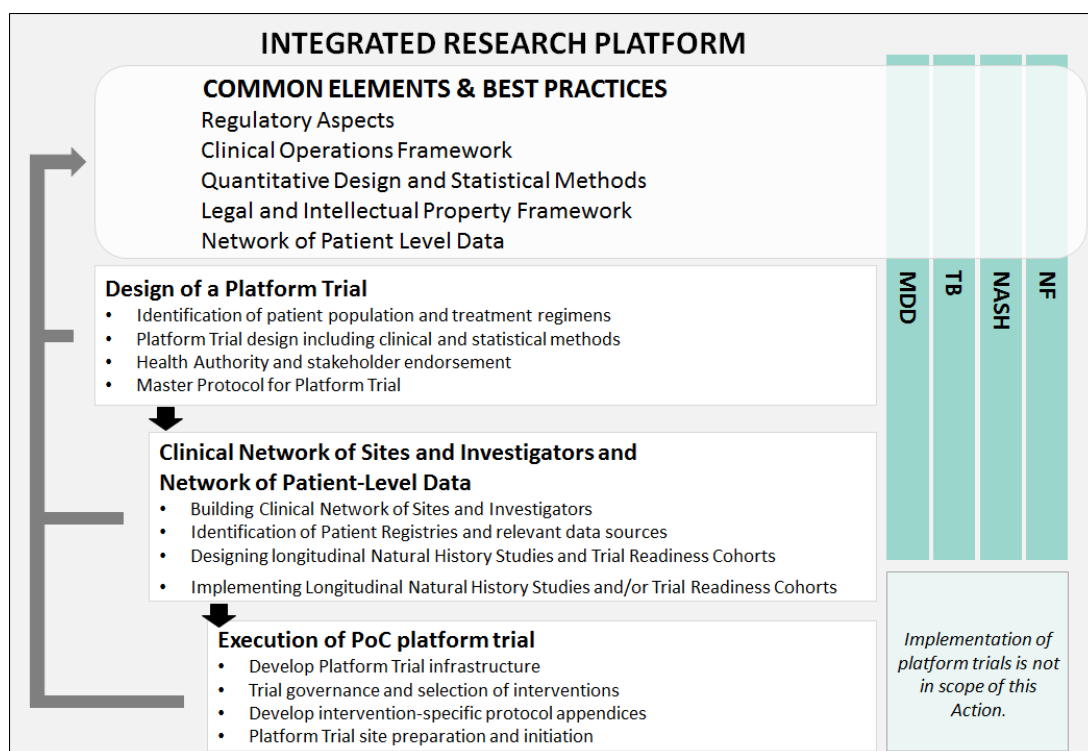 INTEGRATED RESEARCH PLATFORM
COMMON ELEMENTS & BEST PRACTICES
Regulatory Aspects
Clinical Operations Framework
Quantitative Design and Statistical Methods
Legal and Intellectual Property Framework
Network of Patient Level Data
MDD
TB
NASH
NF
Design of a Platform Trial
• Identification of patient population and treatment regimens
• Platform Trial design including clinical and statistical methods
• Health Authority and stakeholder endorsement
• Master Protocol for Platform Trial
Clinical Network of Sites and Investigators and
Network of Patient-Level Data
• Building Clinical Network of Sites and Investigators
• Identification of Patient Registries and relevant data sources
• Designing longitudinal Natural History Studies and Trial Readiness Cohorts
• Implementing Longitudinal Natural History Studies and/or Trial Readiness Cohorts
Execution of PoC platform trial
• Develop Platform Trial infrastructure
• Trial governance and selection of interventions
• Develop intervention-specific protocol appendices
• Platform Trial site preparation and initiation
Implementation of
platform trials is not
in scope of this
Action.